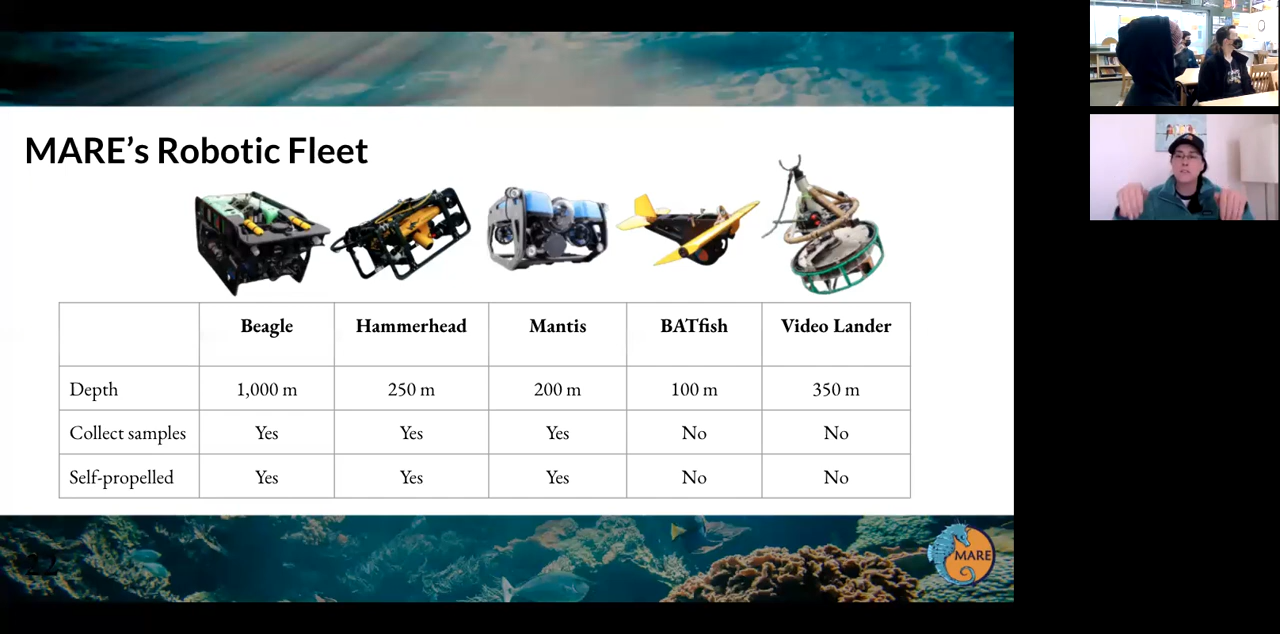 MARE's Robotic Fleet
Beagle Hammerhead Mantis BATfish Video Lander
Depth 1,000 m 250 m 200 m 100 m 350 m
Collect samples Yes Yes Yes No No
Self-propelled Yes Yes Yes No No
MARE